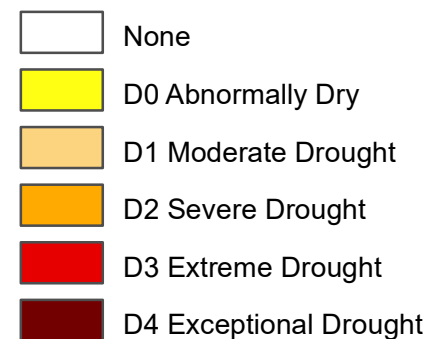 None
D0 Abnormally Dry
D1 Moderate Drought
D2 Severe Drought
D3 Extreme Drought
D4 Exceptional Drought